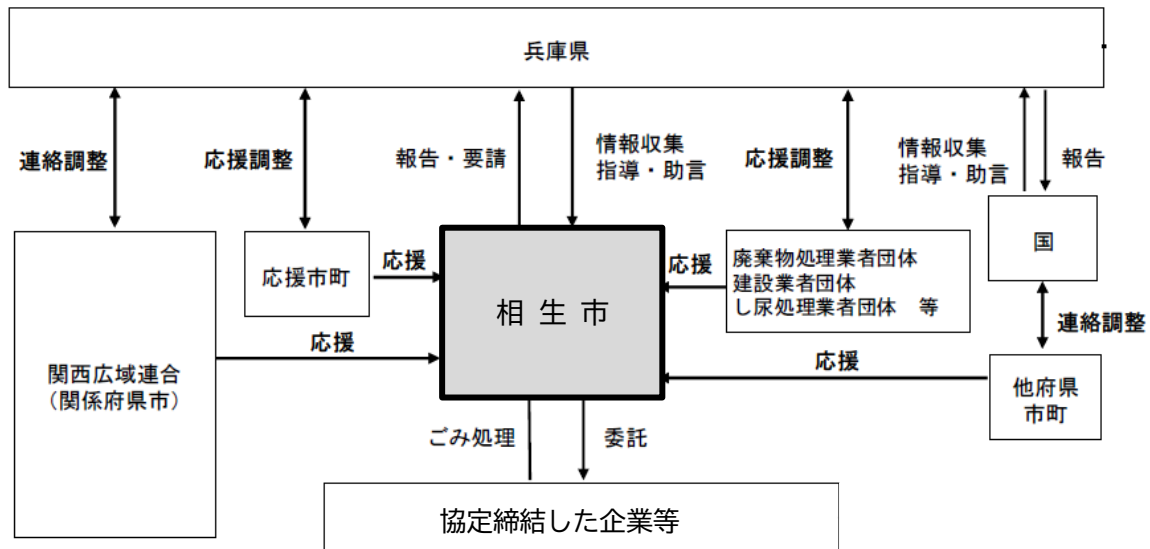 兵庫県
連絡調整
応援調整
報告・要請
情報収集
指導・助言
応援調整
情報収集
指導・助言
報告
関西広域連合
（関係府県市）
応援市町
応援
応援
相生市
応援
廃棄物処理業者団体
建設業者団体
し尿処理業者団体　等
国
連絡調整
応援
他府県
市町
ごみ処理
委託
協定締結した企業等